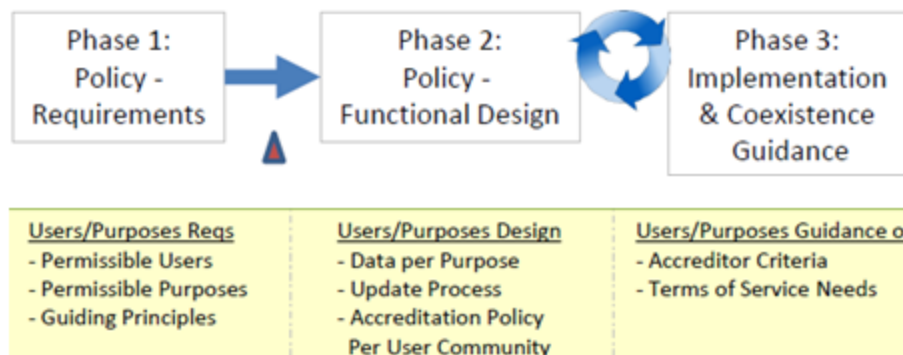 Phase 1:
Policy -
Requirements
Phase 2:
Policy -
Functional Design
Phase 3:
Implementation
& Coexistence
Guidance
Users/Purposes Reqs
- Permissible Users
- Permissible Purposes
- Guiding Principles
Users/Purposes Design
- Data per Purpose
- Update Process
- Accreditation Policy
Per User Community
Users/Purposes Guidance o
- Accreditor Criteria
- Terms of Service Needs